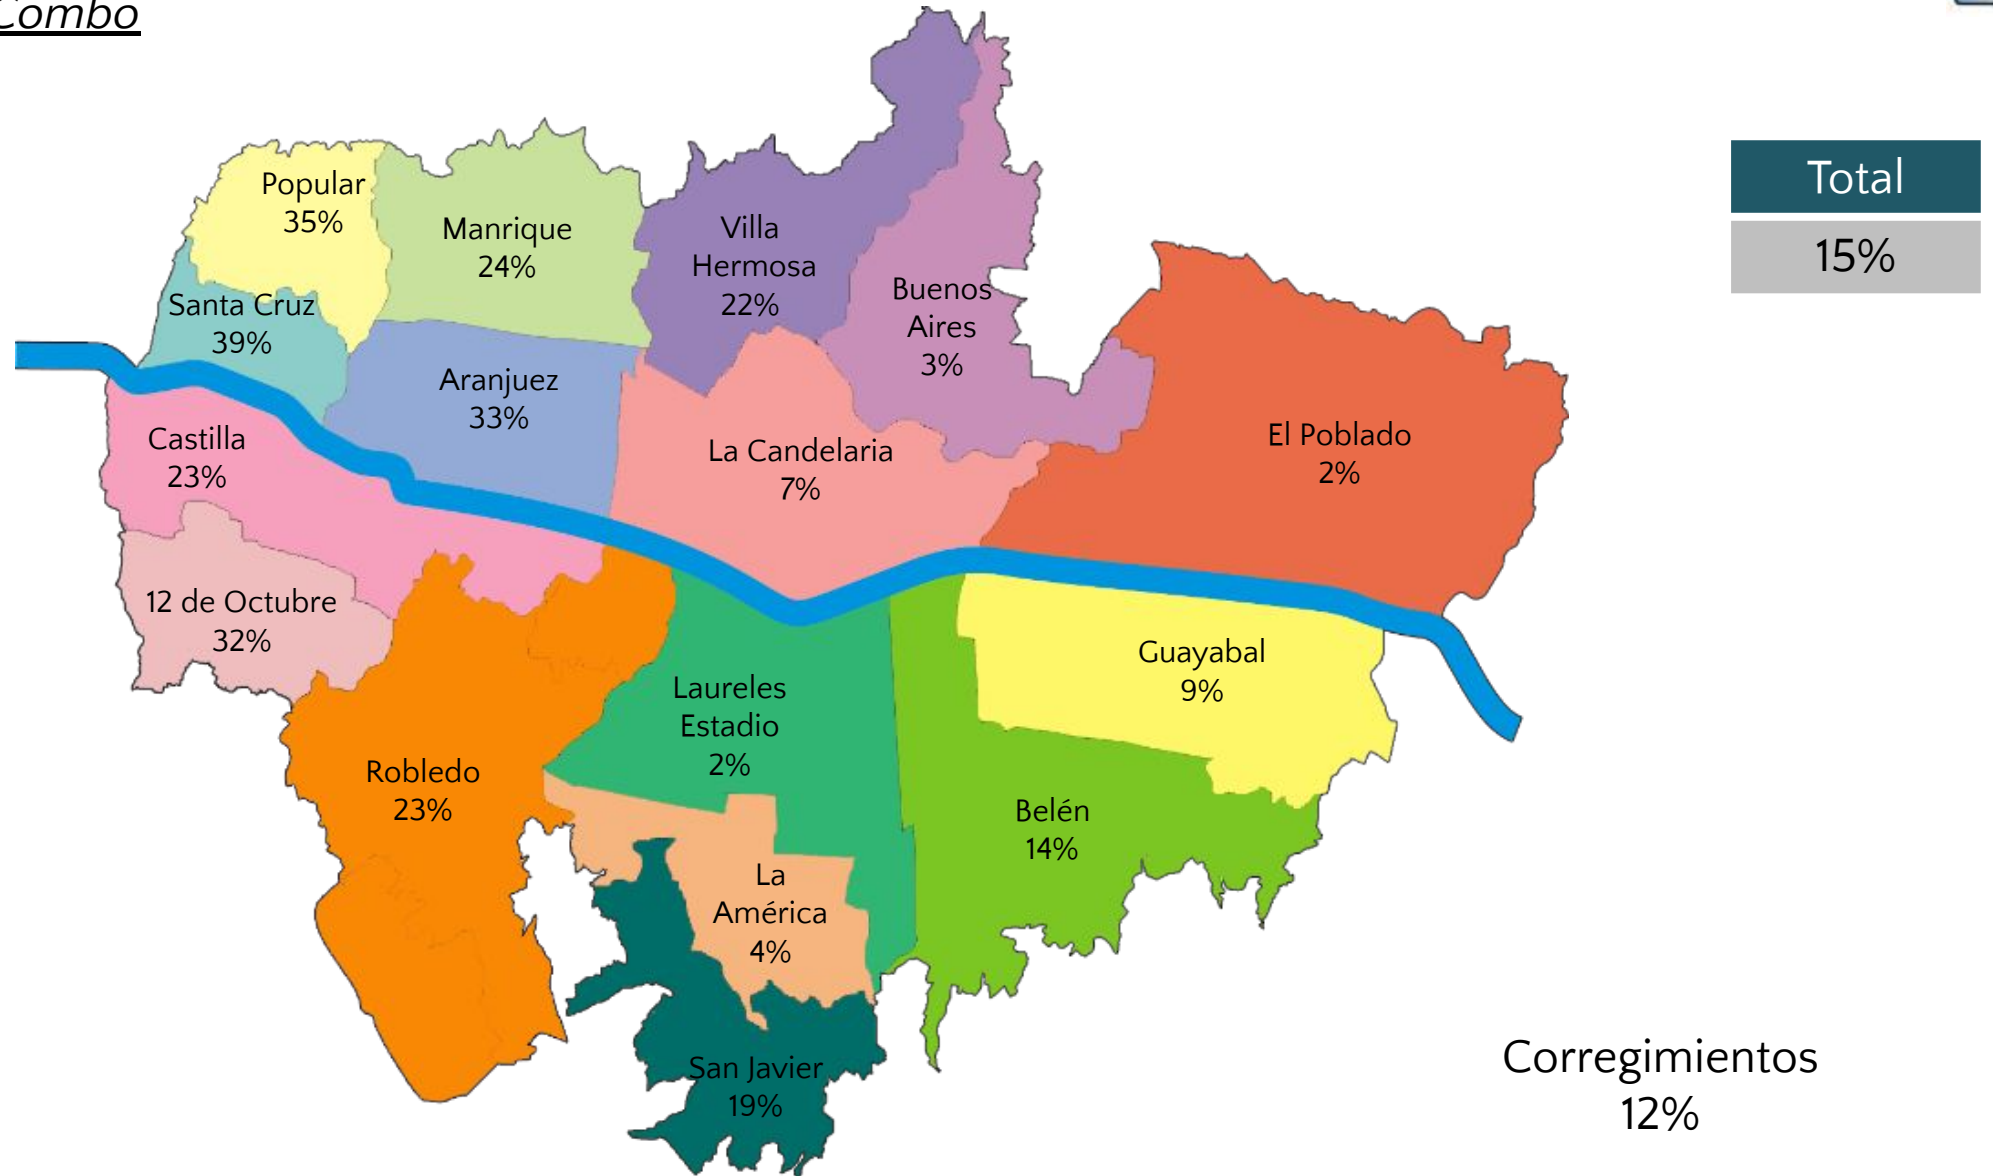 Combo
Popular
35%
Manrique
24%
Villa
Hermosa
22%
Buenos
Aires
3%
Santa Cruz
39%
Aranjuez
33%
Castilla
23%
La Candelaria
7%
El Poblado
2%
12 de Octubre
32%
Robledo
23%
Laureles
Estadio
2%
Guayabal
9%
Belén
14%
La
América
4%
San Javier
19%
Total
15%
Corregimientos
12%